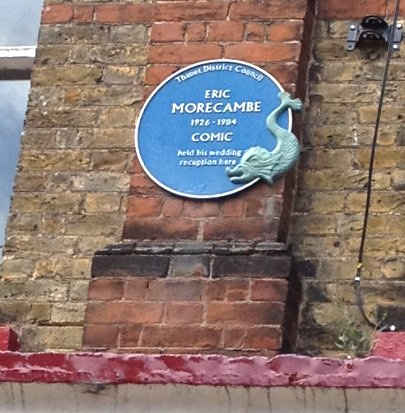 Thanet District Council
ERIC
MORECAMBE
1926 - 1984
COMIC
held his wedding
reception here